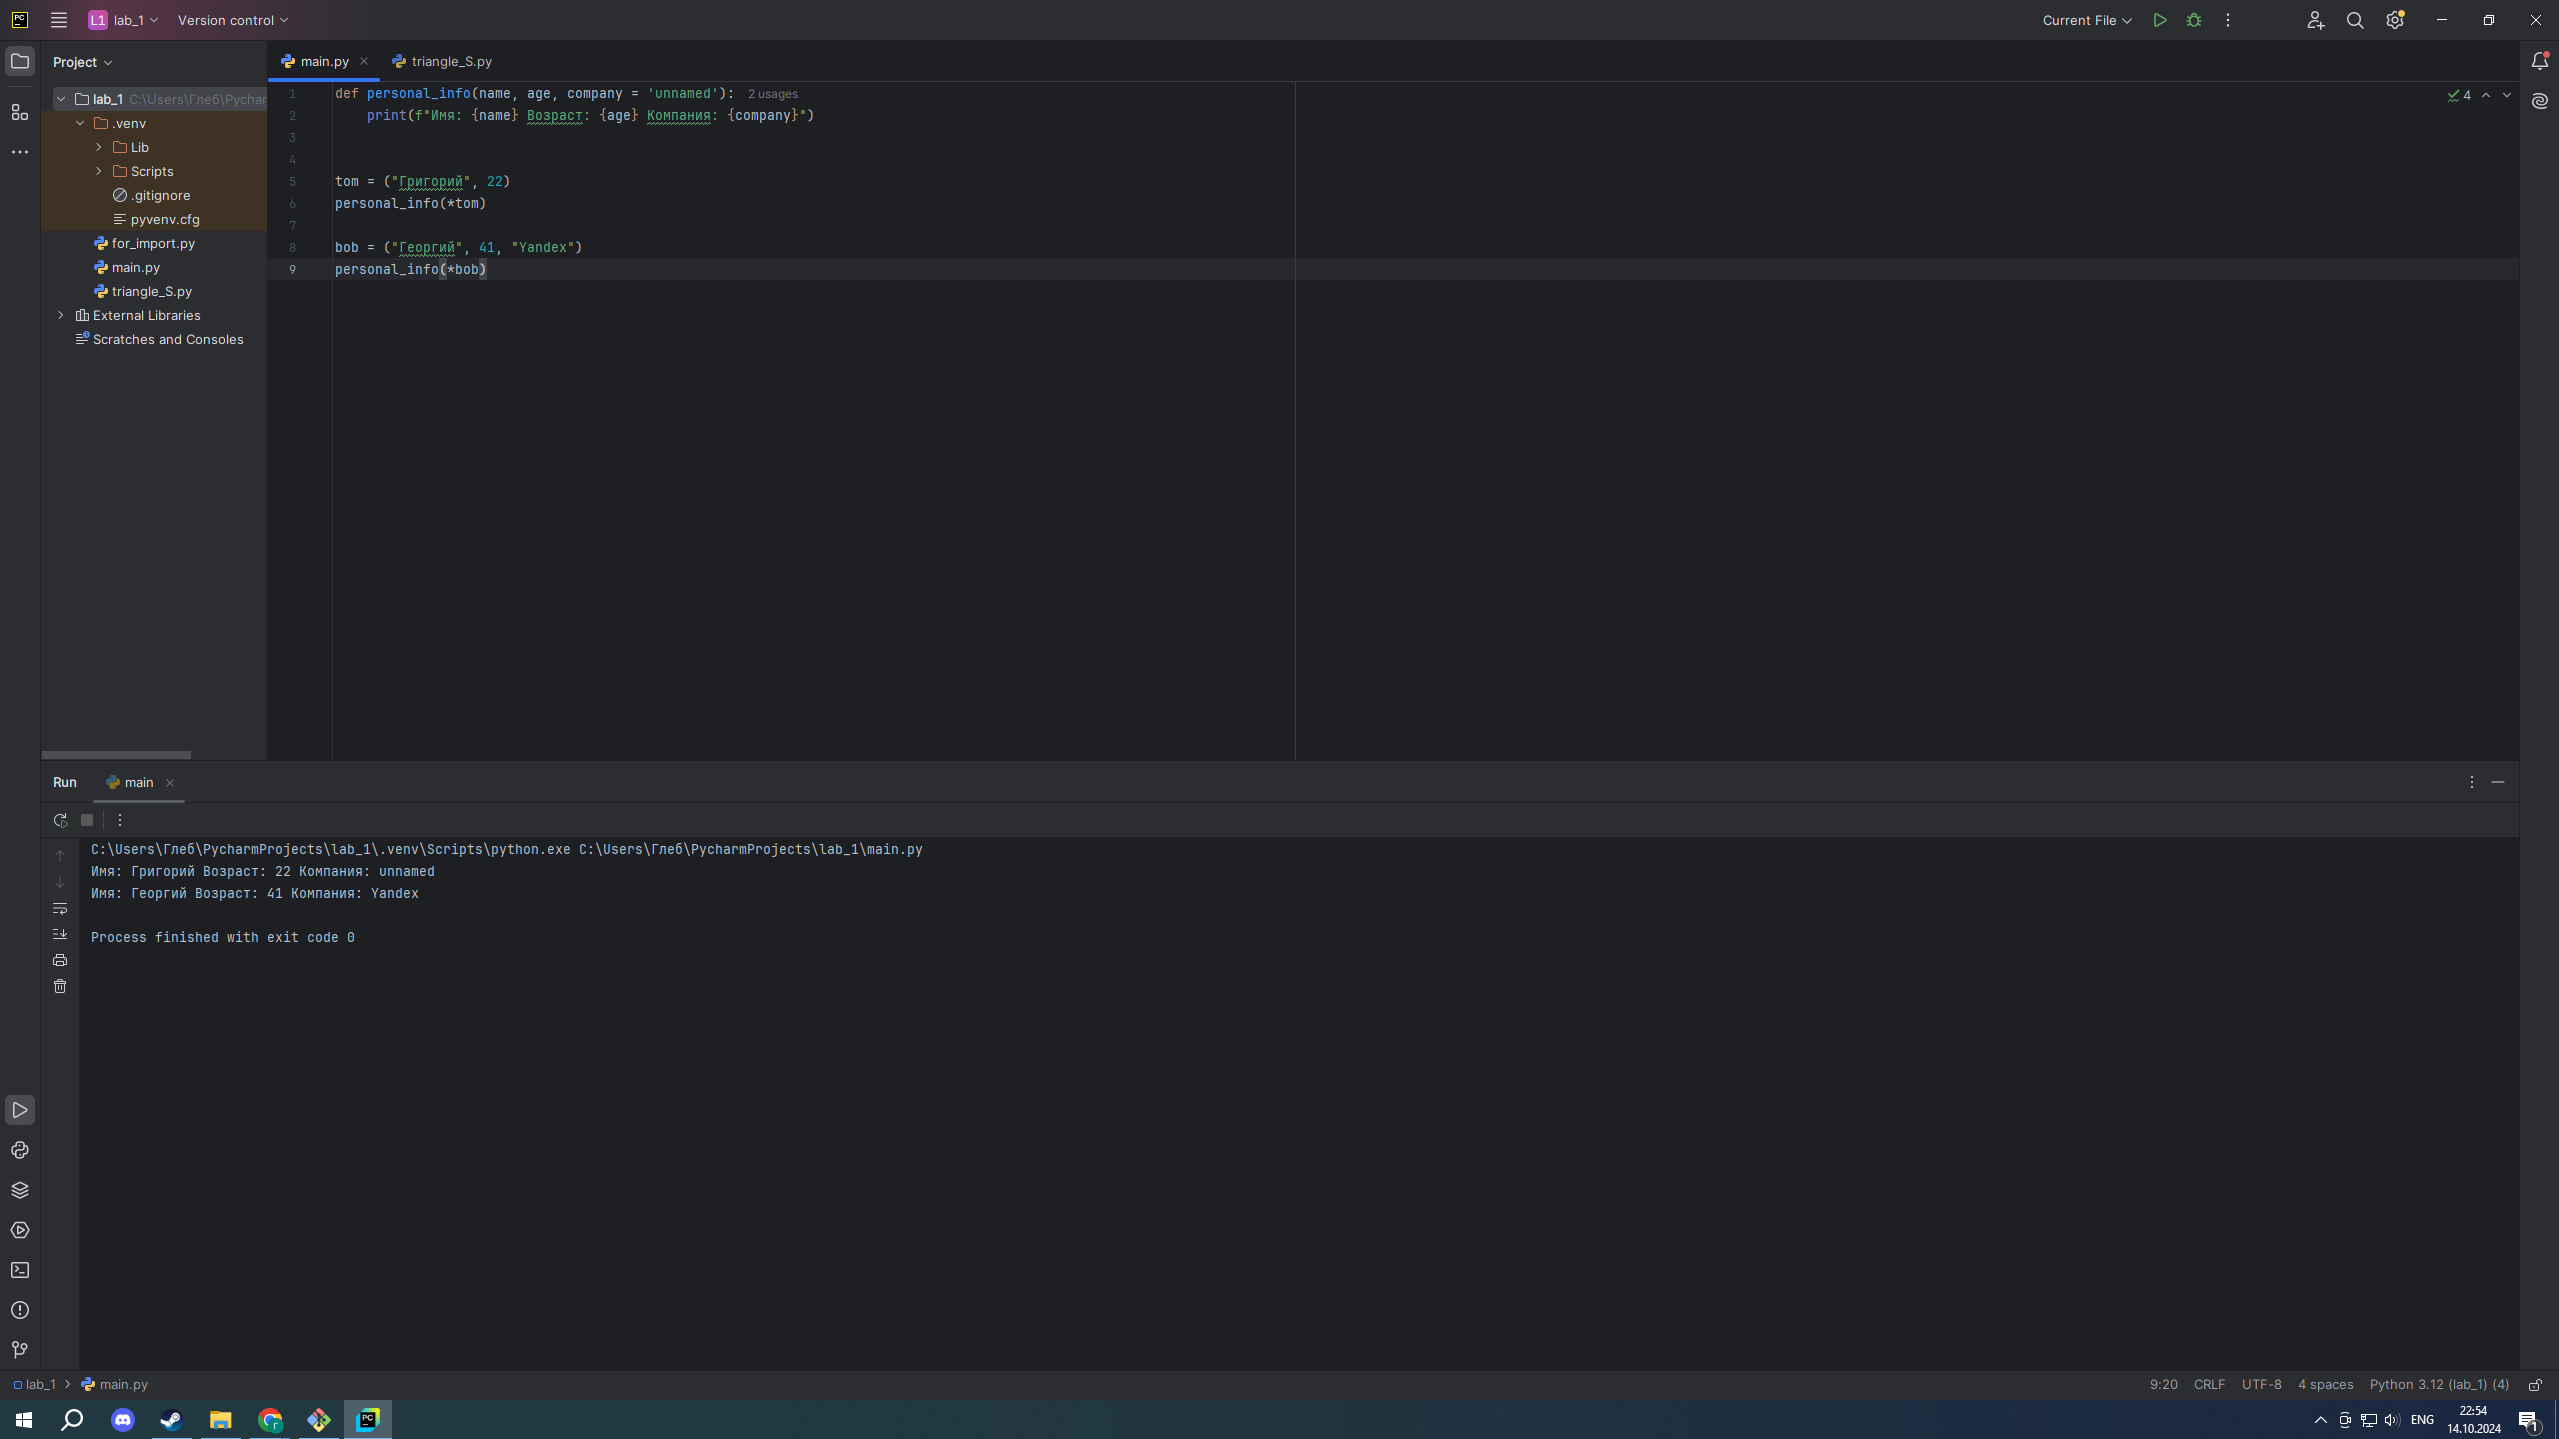 PC L1 lab_1 Version control Current File
Project
main.py
triangle_S.py
lab_1 C:\Users\Глеб\Pychar
.venv
Lib
Scripts
.gitignore
pyvenv.cfg
for_import.py
main.py
triangle_S.py
External Libraries
Scratches and Consoles
1 def personal_info(name, age, company = 'unnamed'): 2 usages
2 print(f"Имя: {name} Возраст: {age} Компания: {company}")
3
4
5 tom = ("Григорий", 22)
6 personal_info(*tom)
7
8 bob = ("Георгий", 41, "Yandex")
9 personal_info(*bob)
4
Run main
C:\Users\Глеб\PycharmProjects\lab_1\.venv\Scripts\python.exe C:\Users\Глеб\PycharmProjects\lab_1\main.py
Имя: Григорий Возраст: 22 Компания: unnamed
Имя: Георгий Возраст: 41 Компания: Yandex
Process finished with exit code 0
lab_1 main.py 9:20 CRLF UTF-8 4 spaces Python 3.12 (lab_1) (4)
PC ENG 22:54
14.10.2024
1